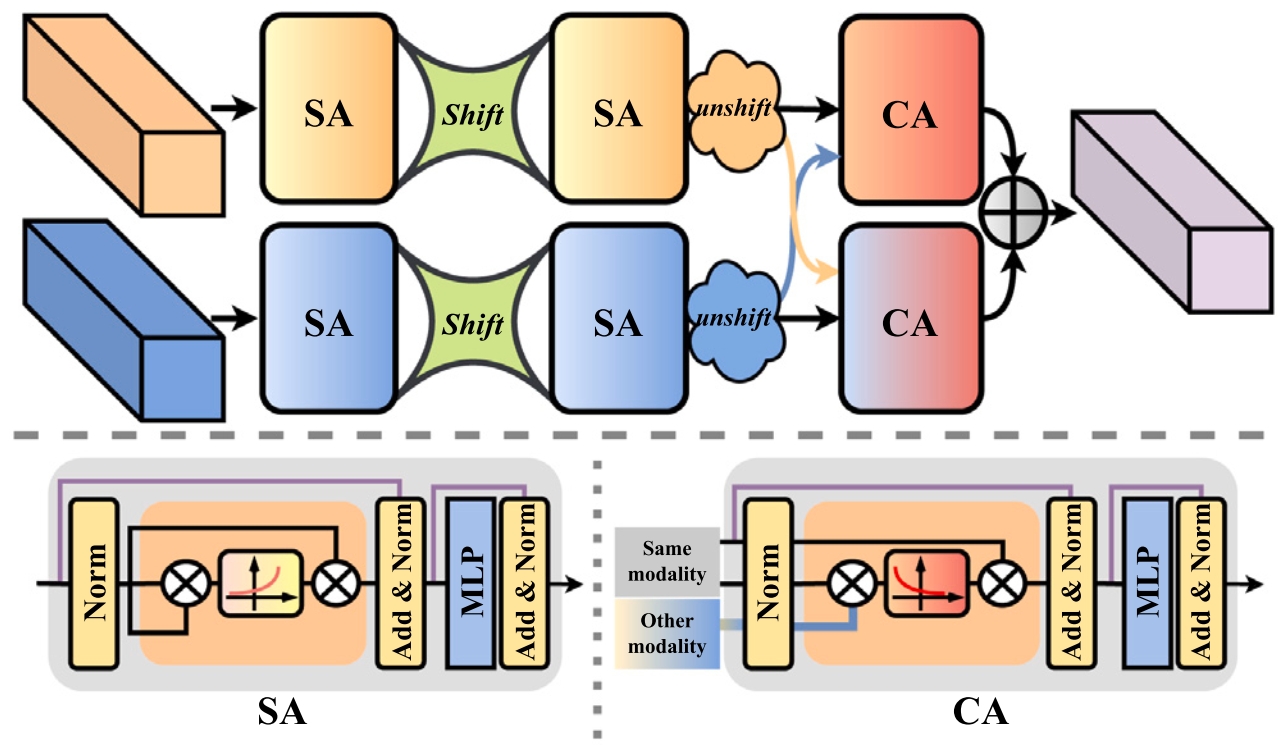 SA
Shift
SA
unshift
CA
SA
Shift
SA
unshift
CA
Norm
Add & Norm
MLP
Add & Norm
SA
Same
modality
Other
modality
Norm
Add & Norm
MLP
Add & Norm
CA